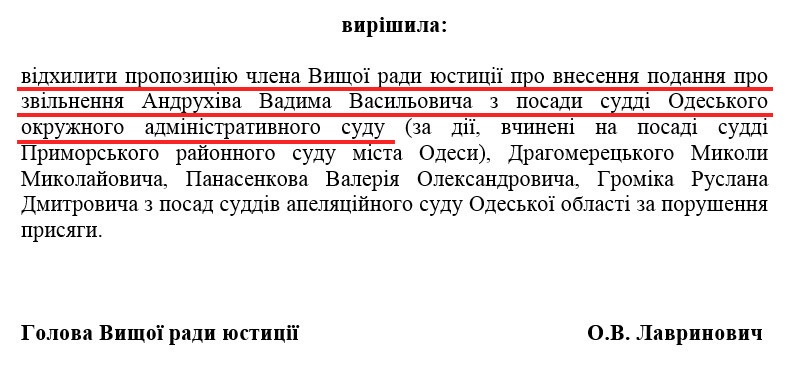 вирішила:
відхилити пропозицію члена Вищої ради юстиції про внесення подання про
звільнення Андрухіва Вадима Васильовича з посади судді Одеського
окружного адміністративного суду (за дії, вчинені на посаді судді
Приморського районного суду міста Одеси), Драгомерецького Миколи
Миколайовича, Панасенкова Валерія Олександровича, Громіка Руслана
Дмитровича з посад суддів апеляційного суду Одеської області за порушення
присяги.
Голова Вищої ради юстиції О.В. Лавринович